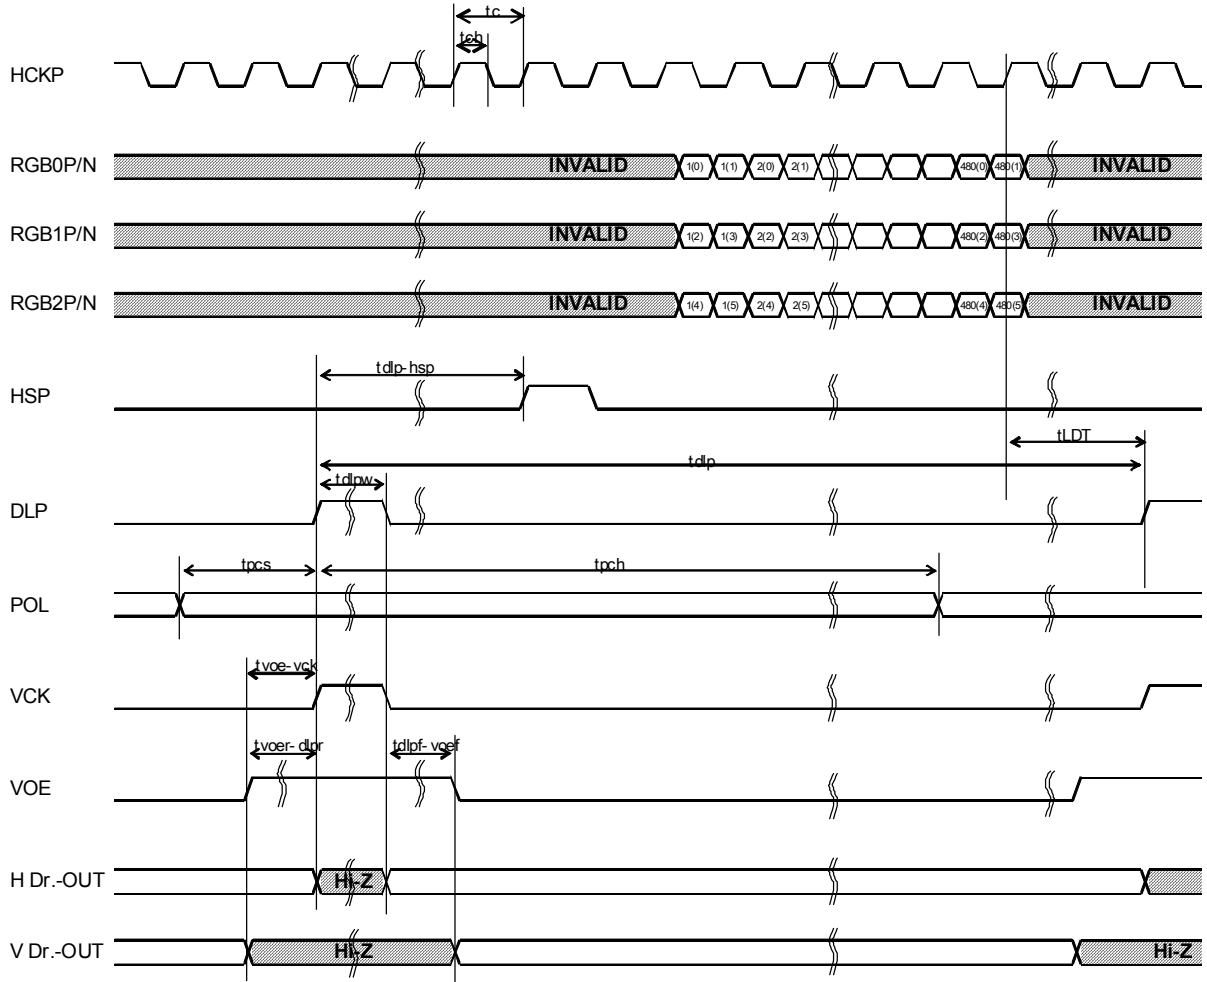 tc
tch
HCKP
RGB0P/N INVALID 1(0) 1(1) 2(0) 2(1) 480(0) 480(1) INVALID
RGB1P/N INVALID 1(2) 1(3) 2(2) 2(3) 480(2) 480(3) INVALID
RGB2P/N INVALID 1(4) 1(5) 2(4) 2(5) 480(4) 480(5) INVALID
tdlp-hsp
HSP
tLDT
tdlp
tdlpw
DLP
tpcs tpch
POL
tvoe-vck
VCK
tvoer-dlpr tdlpf-voef
VOE
H Dr.-OUT Hi-Z
V Dr.-OUT Hi-Z Hi-Z